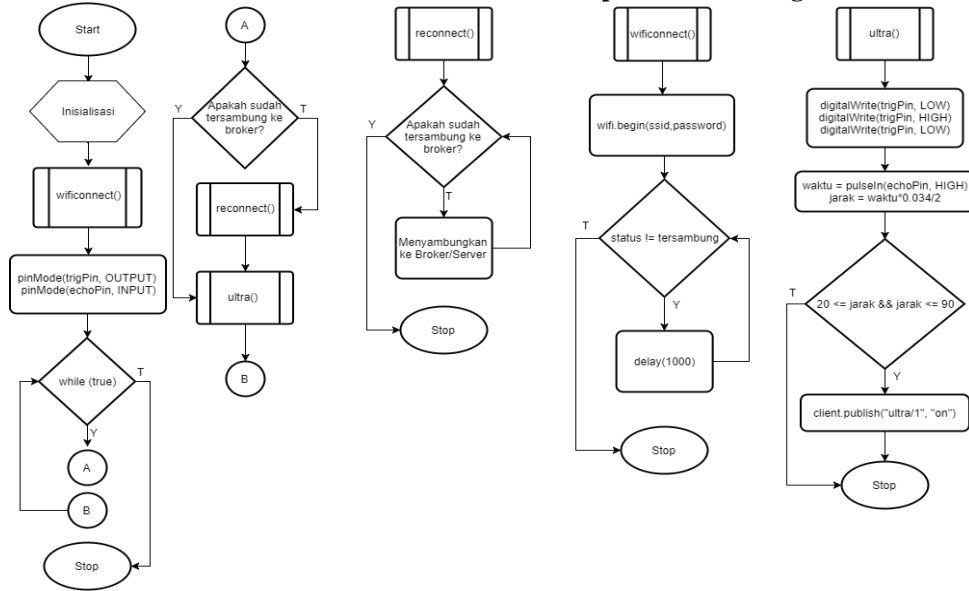 Start
Inisialisasi
wificonnect()
pinMode(trigPin, OUTPUT)
pinMode(echoPin, INPUT)
while (true)
T
Y
A
B
Stop
A
Y
T
Apakah sudah
tersambung ke
broker?
reconnect()
ultra()
B
reconnect()
Y
Apakah sudah
tersambung ke
broker?
T
Menyambungkan
ke Broker/Server
Stop
wificonnect()
wifi.begin(ssid,password)
T
status != tersambung
Y
delay(1000)
Stop
ultra()
digitalWrite(trigPin, LOW)
digitalWrite(trigPin, HIGH)
digitalWrite(trigPin, LOW)
waktu = pulseIn(echoPin, HIGH)
jarak = waktu*0.034/2
T
20 <= jarak && jarak <= 90
Y
client.publish("ultra/1", "on")
Stop